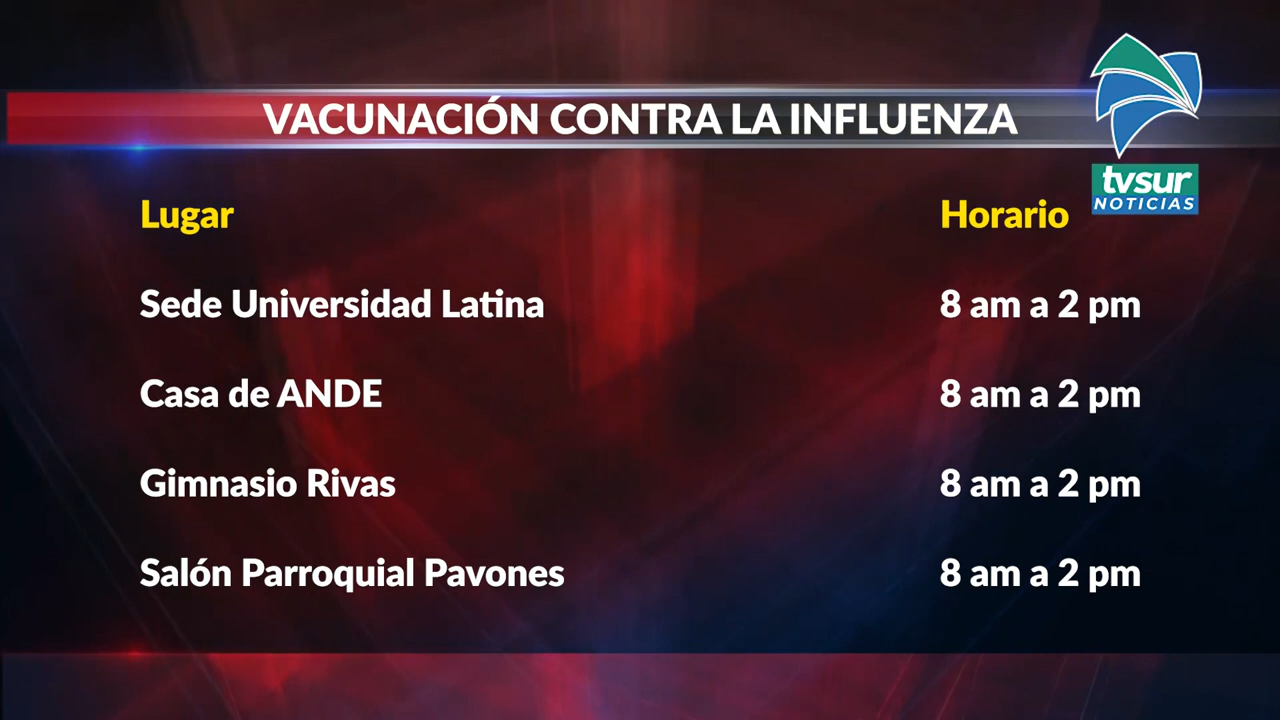 VACUNACIÓN CONTRA LA INFLUENZA
tvsur
NOTICIAS
Lugar Horario
Sede Universidad Latina 8 am a 2 pm
Casa de ANDE 8 am a 2 pm
Gimnasio Rivas 8 am a 2 pm
Salón Parroquial Pavones 8 am a 2 pm